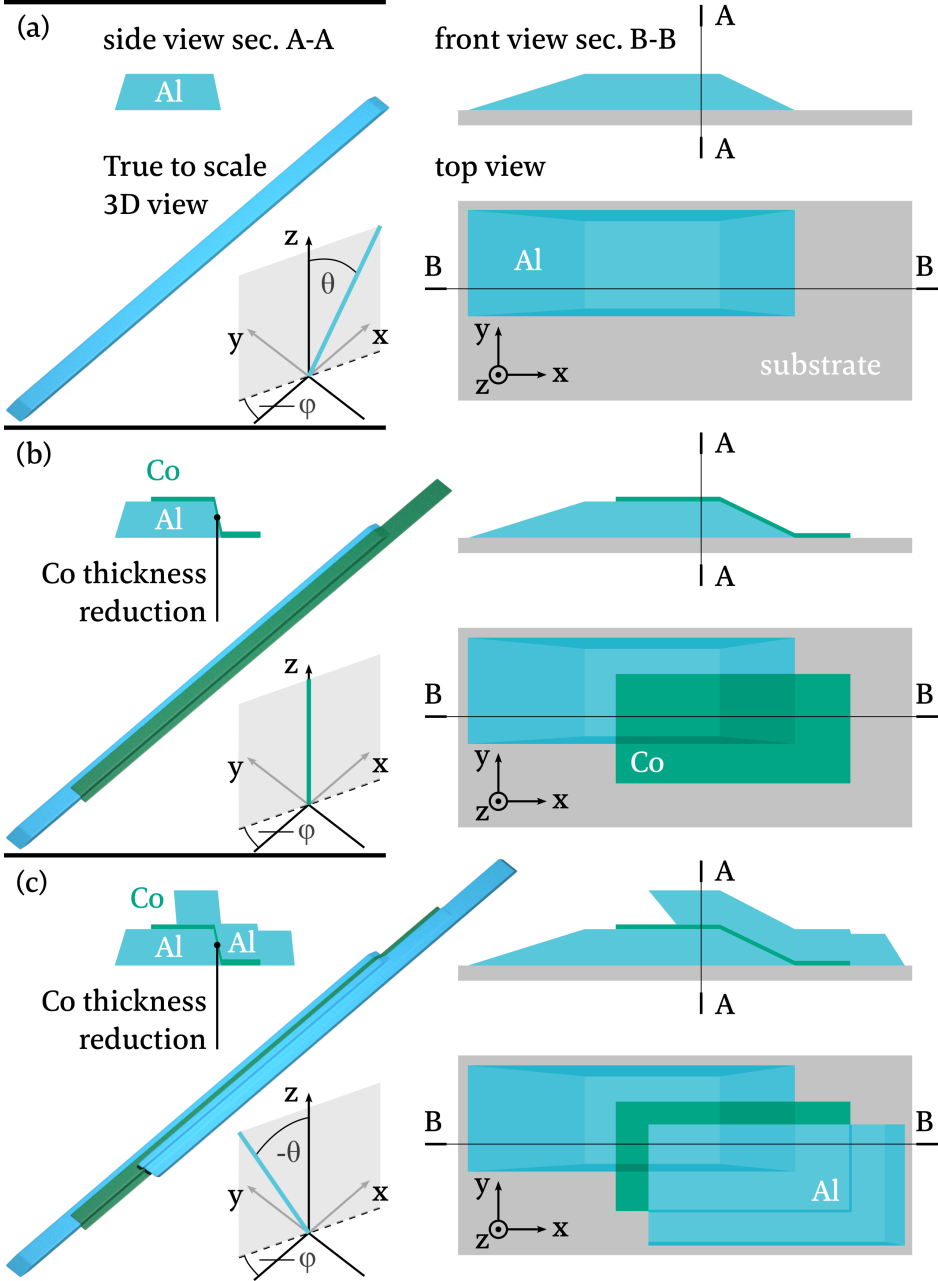 (a)
side view sec. A-A
front view sec. B-B
A
Al
A
True to scale
3D view
top view
z
θ
y
x
φ
Al
B
B
y
z
x
substrate
(b)
Co
A
Al
Co thickness
reduction
A
z
y
x
φ
B
B
Co
y
z
x
(c)
Co
A
Al
Al
Co thickness
reduction
A
z
-θ
y
x
φ
B
B
Al
y
z
x